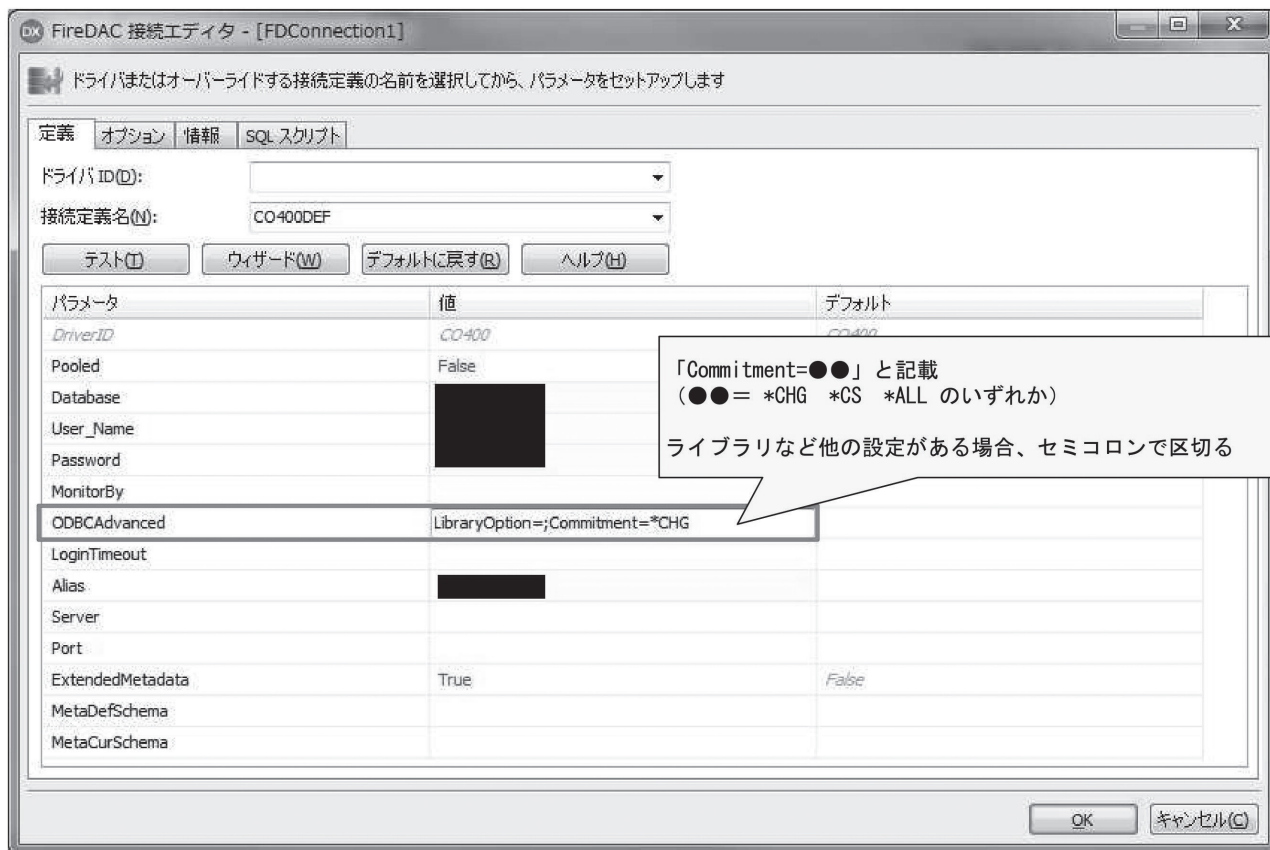 FireDAC 接続エディタ - [FDConnection1]
ドライバまたはオーバーライドする接続定義の名前を選択してから、パラメータをセットアップします
定義 オプション 情報 SQL スクリプト
ドライバ ID(D):
接続定義名(N): CO400DEF
テスト(T) ウィザード(W) デフォルトに戻す(R) ヘルプ(H)
パラメータ 値 デフォルト
DriverID CO400 CO400
Pooled False
Database
User_Name
Password
MonitorBy
「Commitment=●●」と記載
(●●= *CHG *CS *ALL のいずれか)
ライブラリなど他の設定がある場合、セミコロンで区切る
ODBCAdvanced LibraryOption=;Commitment=*CHG
LoginTimeout
Alias
Server
Port
ExtendedMetadata True False
MetaDefSchema
MetaCurSchema
OK キャンセル(C)